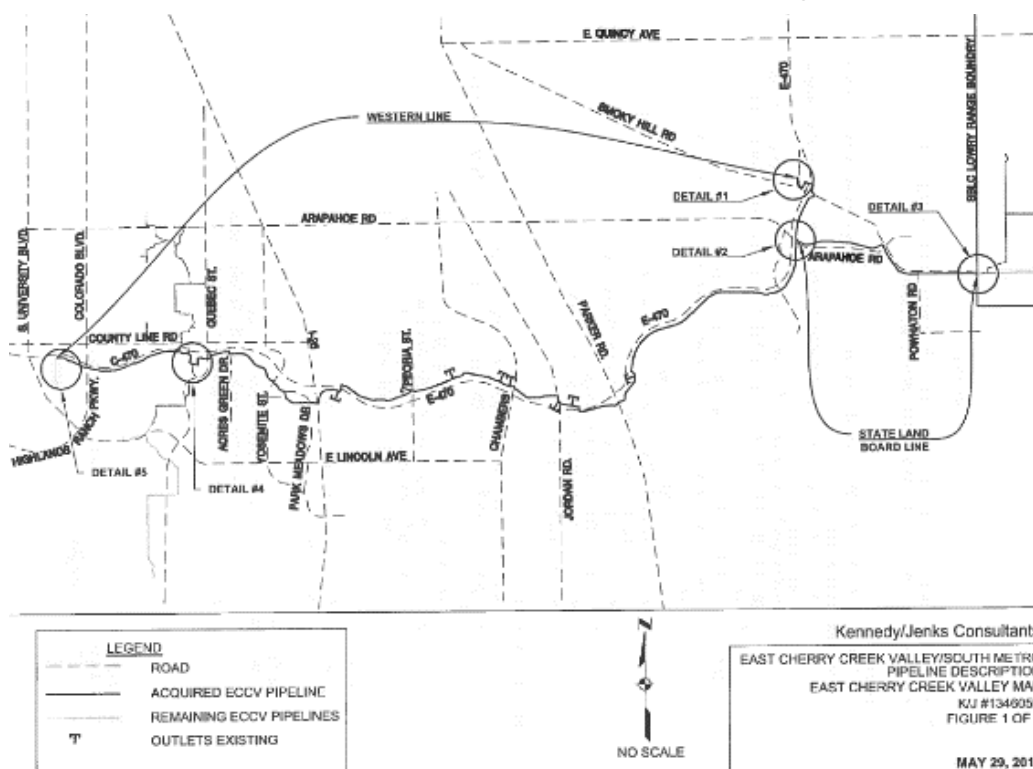 E. QUINCY AVE
E-470
SBLC LOWRY RANGE BOUNDRY
SMOKY HILL RD
WESTERN LINE
DETAIL #1
DETAIL #3
ARAPAHOE RD
DETAIL #2
ARAPAHOE RD
S. UNIVERSITY BLVD.
COLORADO BLVD.
QUEBEC ST.
COUNTY LINE RD
I-25
PARKER RD.
E-470
POWHATON RD
C-470
ACRES GREEN DR.
PEORIA ST.
E-470
CHAMBERS
YOSEMITE ST.
PARK MEADOWS DR
HIGHLANDS RANCH PKWY.
STATE LAND
BOARD LINE
E LINCOLN AVE
JORDAN RD.
DETAIL #5
DETAIL #4
LEGEND
ROAD
ACQUIRED ECCV PIPELINE
REMAINING ECCV PIPELINES
OUTLETS EXISTING
NO SCALE
Kennedy/Jenks Consultant
EAST CHERRY CREEK VALLEY/SOUTH METR
PIPELINE DESCRIPTIO
EAST CHERRY CREEK VALLEY MA
K/J #134605
FIGURE 1 OF
MAY 29, 201